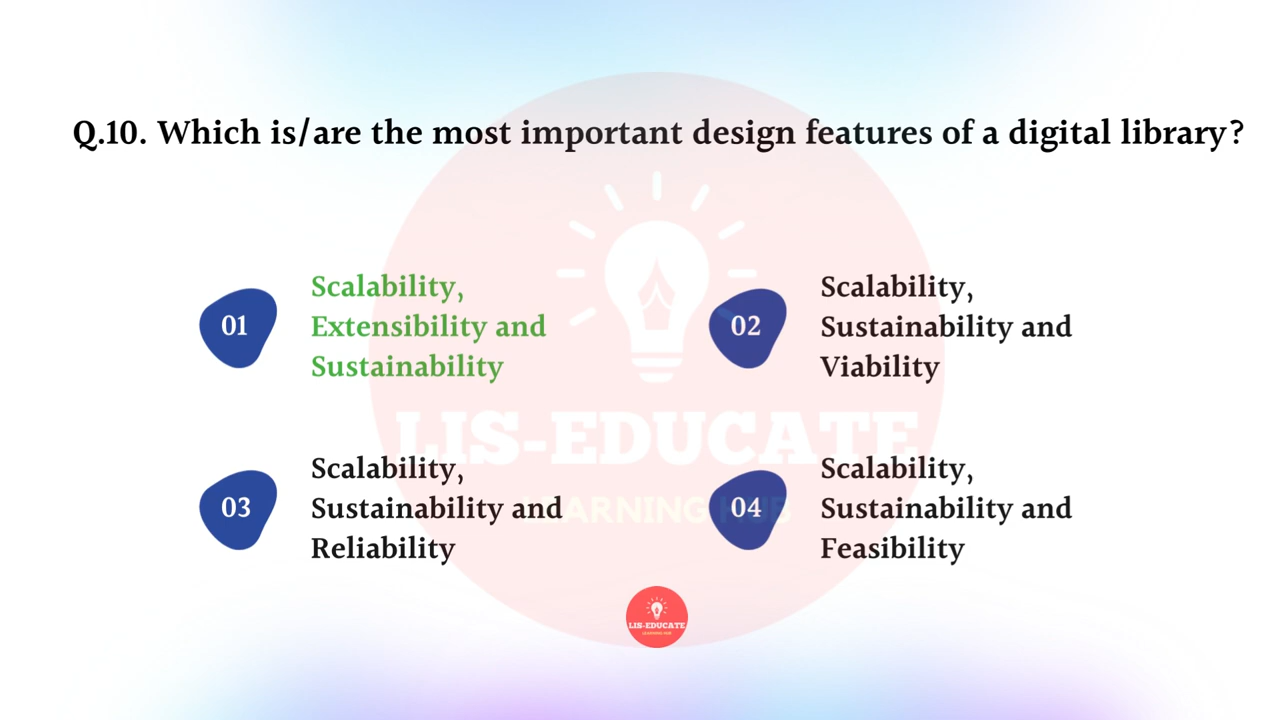 Q.10. Which is/are the most important design features of a digital library?
01
Scalability,
Extensibility and
Sustainability
02
Scalability,
Sustainability and
Viability
03
Scalability,
Sustainability and
Reliability
04
Scalability,
Sustainability and
Feasibility
LIS-EDUCATE
LEARNING HUB
LIS-EDUCATE
LEARNING HUB